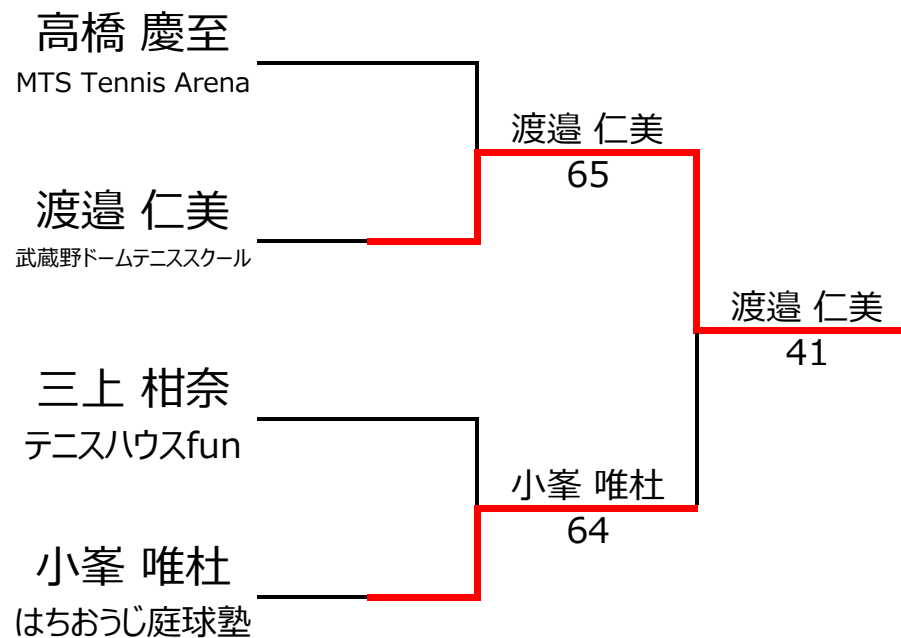 高橋 慶至
MTS Tennis Arena
渡邉 仁美
65
渡邉 仁美
武蔵野ドームテニススクール
渡邉 仁美
41
三上 柑奈
テニスハウスfun
小峯 唯杜
64
小峯 唯杜
はちおうじ庭球塾